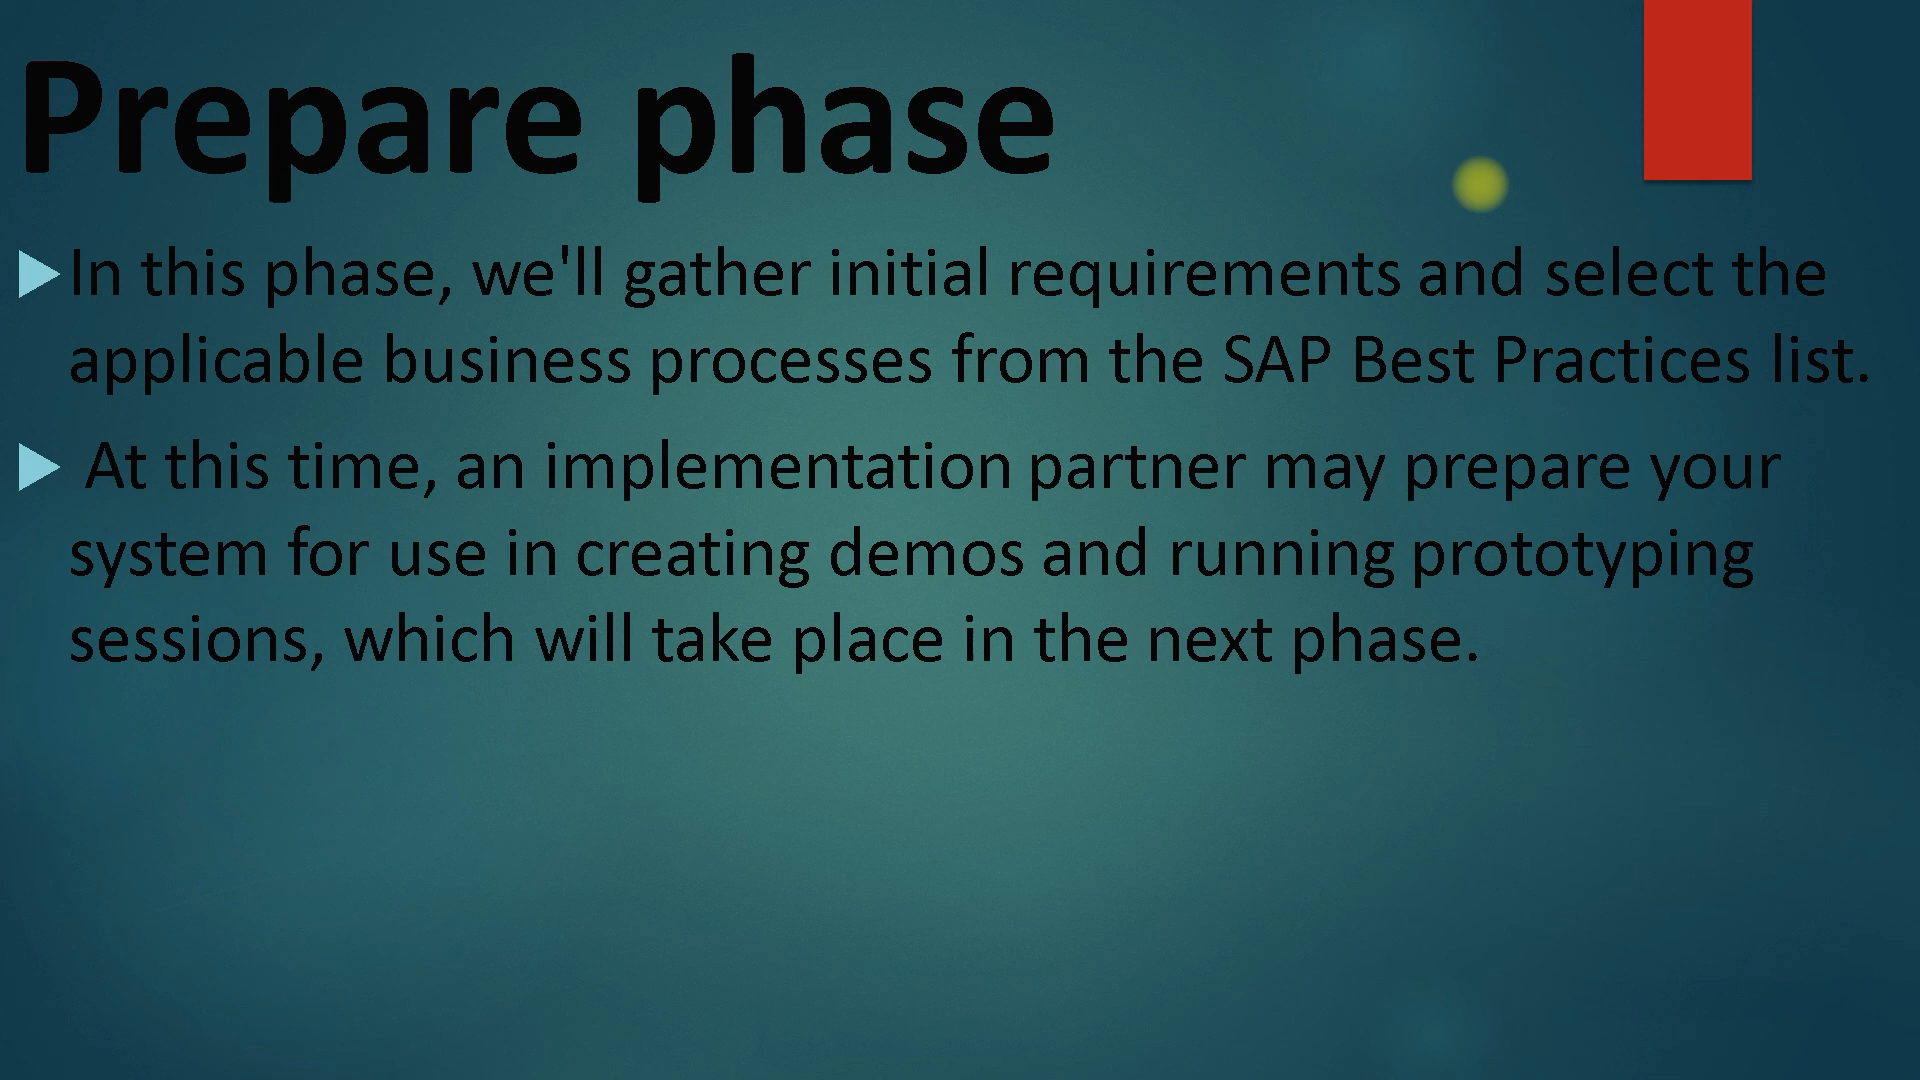 Prepare phase
In this phase, we'll gather initial requirements and select the
applicable business processes from the SAP Best Practices list.
At this time, an implementation partner may prepare your
system for use in creating demos and running prototyping
sessions, which will take place in the next phase.